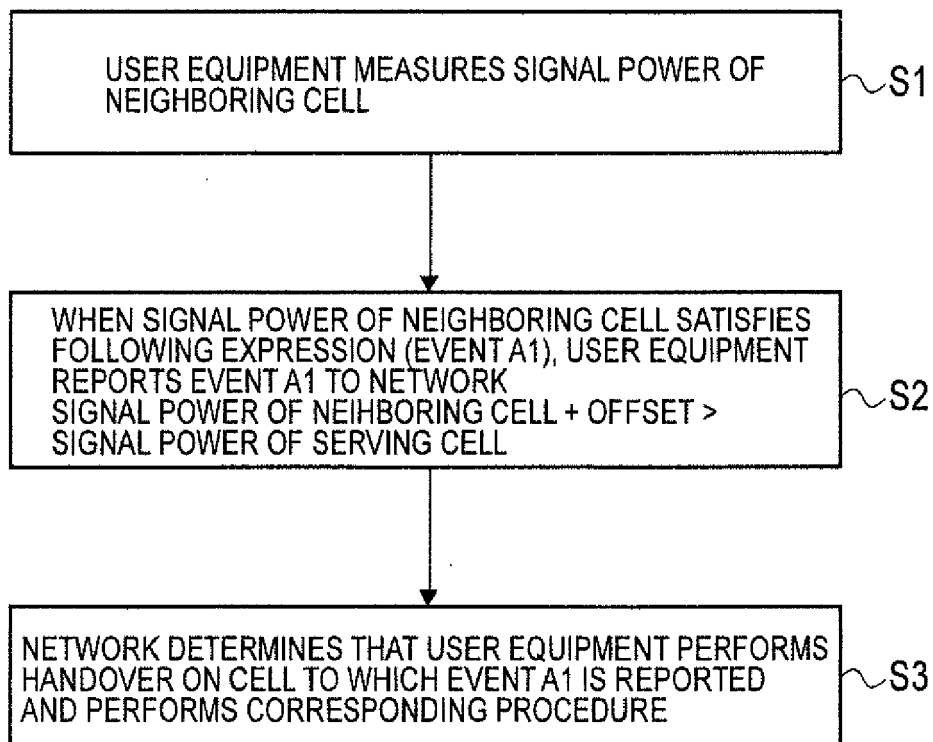 USER EQUIPMENT MEASURES SIGNAL POWER OF
NEIGHBORING CELL
S1
WHEN SIGNAL POWER OF NEIGHBORING CELL SATISFIES
FOLLOWING EXPRESSION (EVENT A1), USER EQUIPMENT
REPORTS EVENT A1 TO NETWORK
SIGNAL POWER OF NEIHBORING CELL + OFFSET >
SIGNAL POWER OF SERVING CELL
S2
NETWORK DETERMINES THAT USER EQUIPMENT PERFORMS
HANDOVER ON CELL TO WHICH EVENT A1 IS REPORTED
AND PERFORMS CORRESPONDING PROCEDURE
S3